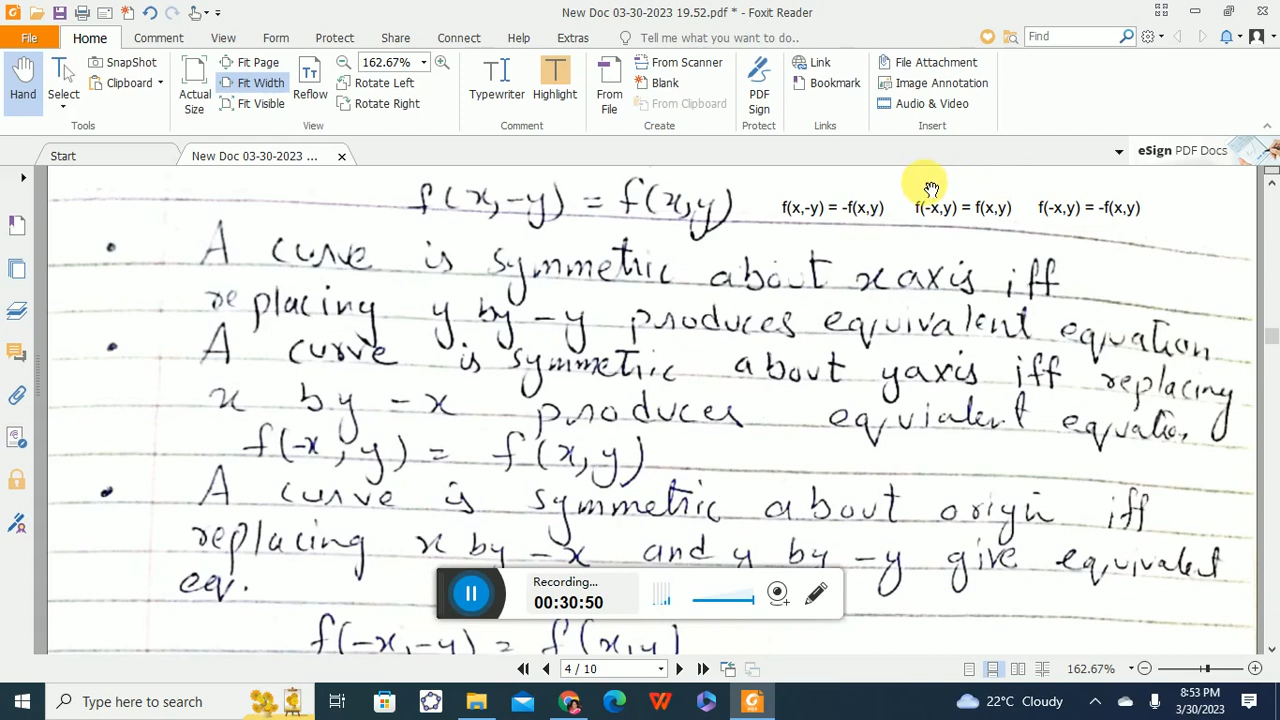 New Doc 03-30-2023 19.52.pdf * - Foxit Reader
File Home Comment View Form Protect Share Connect Help Extras Tell me what you want to do... Find
Hand
Select
SnapShot
Clipboard
Tools
Actual Size
Fit Page
Fit Width
Fit Visible
Reflow
162.67%
Rotate Left
Rotate Right
View
Typewriter
Highlight
Comment
From File
From Scanner
Blank
From Clipboard
Create
PDF Sign
Protect
Link
Bookmark
Links
File Attachment
Image Annotation
Audio & Video
Insert
Start
New Doc 03-30-2023 ...
eSign PDF Docs
f(x,-y) = f(x,y) f(x,-y) = -f(x,y) f(-x,y) = f(x,y) f(-x,y) = -f(x,y)
• A curve is symmetric about x axis iff
replacing y by -y produces equivalent equation
• A curve is symmetric about y axis iff replacing
x by -x produces equvialent equation,
f(-x,y) = f(x,y)
• A curve is symmetric about origin iff
replacing x by -x and y by -y give equivalent
eq.
f(-x,-y) = f(x,y)
Recording...
00:30:50
4 / 10
162.67%
Type here to search
22°C Cloudy
8:53 PM
3/30/2023